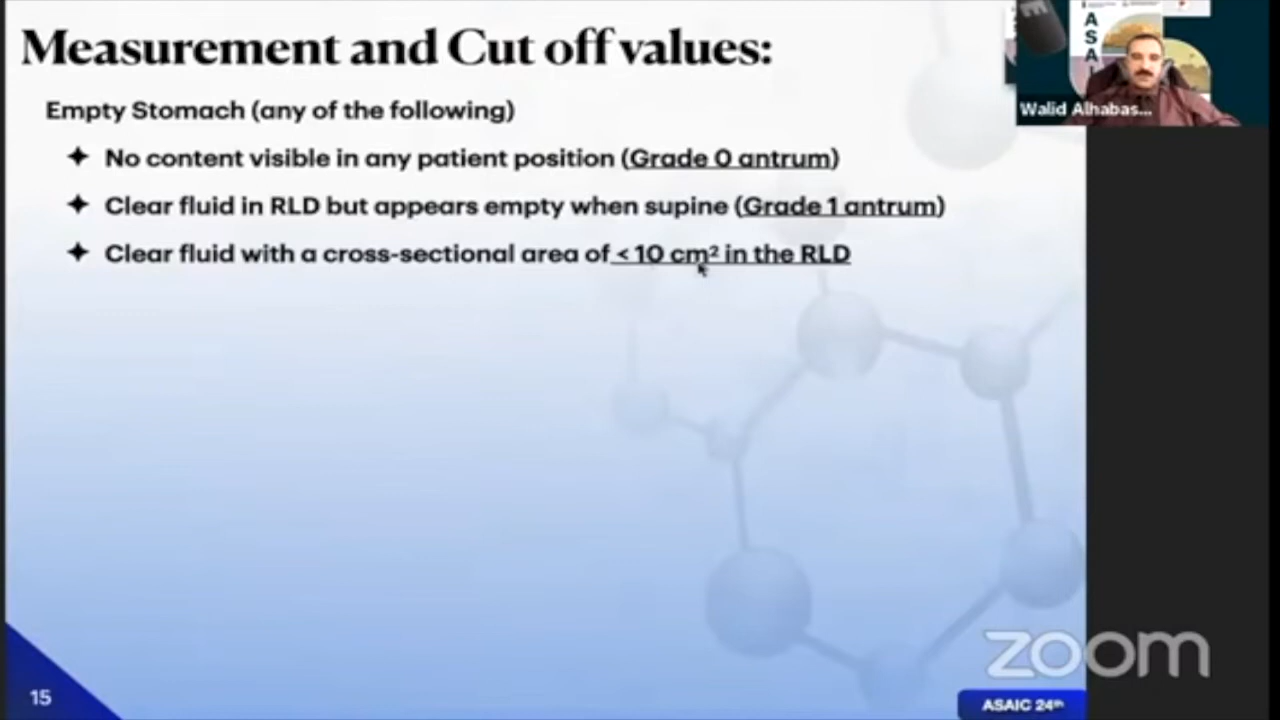 Measurement and Cut off values:
Empty Stomach (any of the following)
✦ No content visible in any patient position (Grade 0 antrum)
✦ Clear fluid in RLD but appears empty when supine (Grade 1 antrum)
✦ Clear fluid with a cross-sectional area of < 10 cm² in the RLD
ASA
Walid Alhabas...
zoom
15
ASAIC 24th